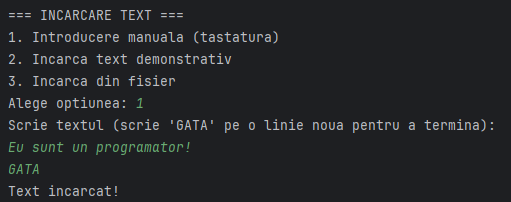 === INCARCARE TEXT ===
1. Introducere manuala (tastatura)
2. Incarca text demonstrativ
3. Incarca din fisier
Alege optiunea: 1
Scrie textul (scrie 'GATA' pe o linie noua pentru a termina):
Eu sunt un programator!
GATA
Text incarcat!